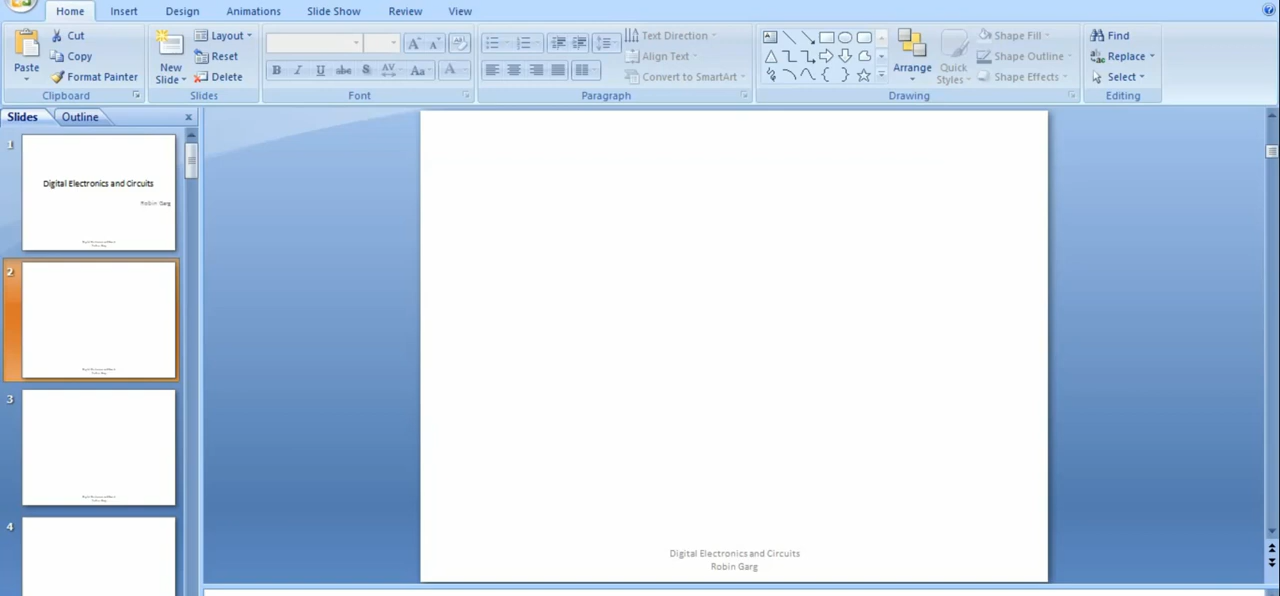 Home Insert Design Animations Slide Show Review View
Paste
Cut
Copy
Format Painter
Clipboard
New
Slide
Layout
Reset
Delete
Slides
B I U abc S AV Aa A
Font
Paragraph
Text Direction
Align Text
Convert to SmartArt
Arrange
Quick
Styles
Shape Fill
Shape Outline
Shape Effects
Drawing
Find
Replace
Select
Editing
Slides Outline
1
Digital Electronics and Circuits
Robin Garg
2
3
4
Digital Electronics and Circuits
Robin Garg